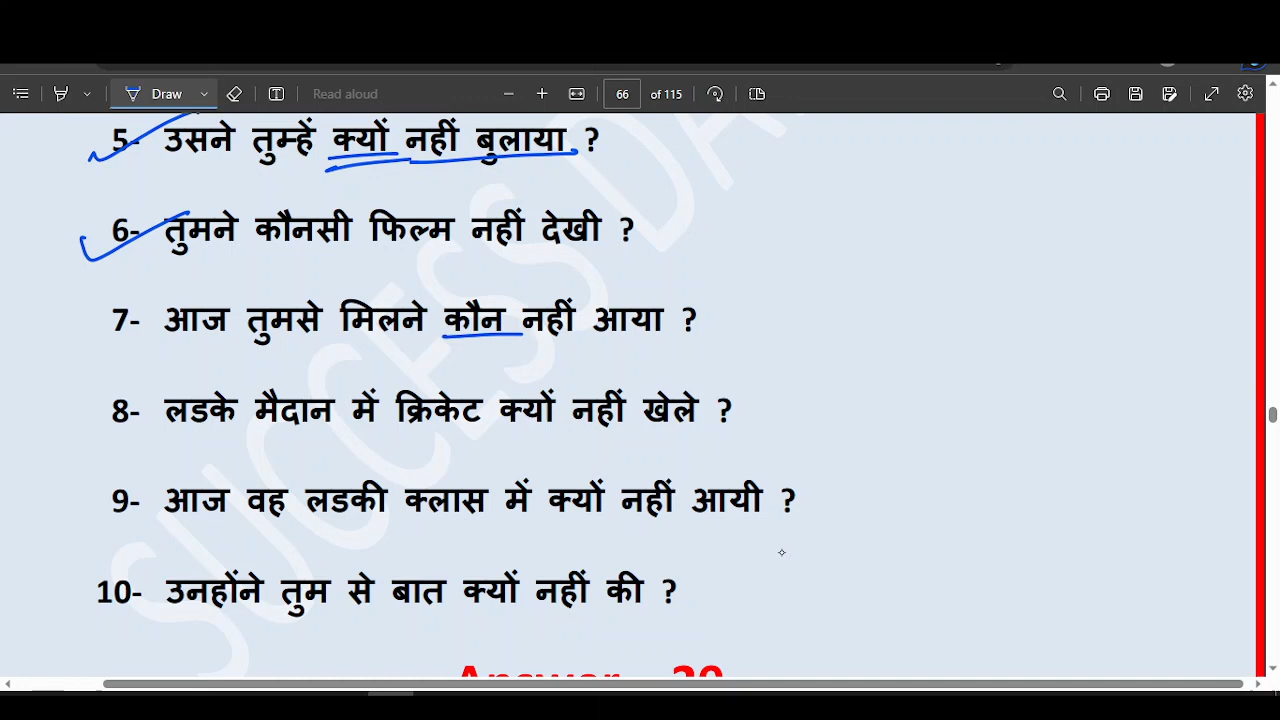 Draw
Read aloud
66
of 115
5- उसने तुम्हें क्यों नहीं बुलाया ?
6- तुमने कौनसी फिल्म नहीं देखी ?
7- आज तुमसे मिलने कौन नहीं आया ?
8- लडके मैदान में क्रिकेट क्यों नहीं खेले ?
9- आज वह लडकी क्लास में क्यों नहीं आयी ?
10- उनहोंने तुम से बात क्यों नहीं की ?
SUCCESS